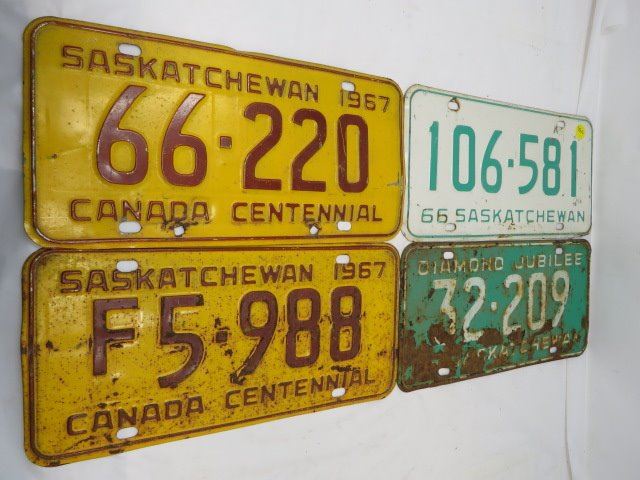 SASKATCHEWAN 1967
66·220
CANADA CENTENNIAL
106·581
66 SASKATCHEWAN
SASKATCHEWAN 1967
F5·988
CANADA CENTENNIAL
DIAMOND JUBILEE
32·209
SASKATCHEWAN